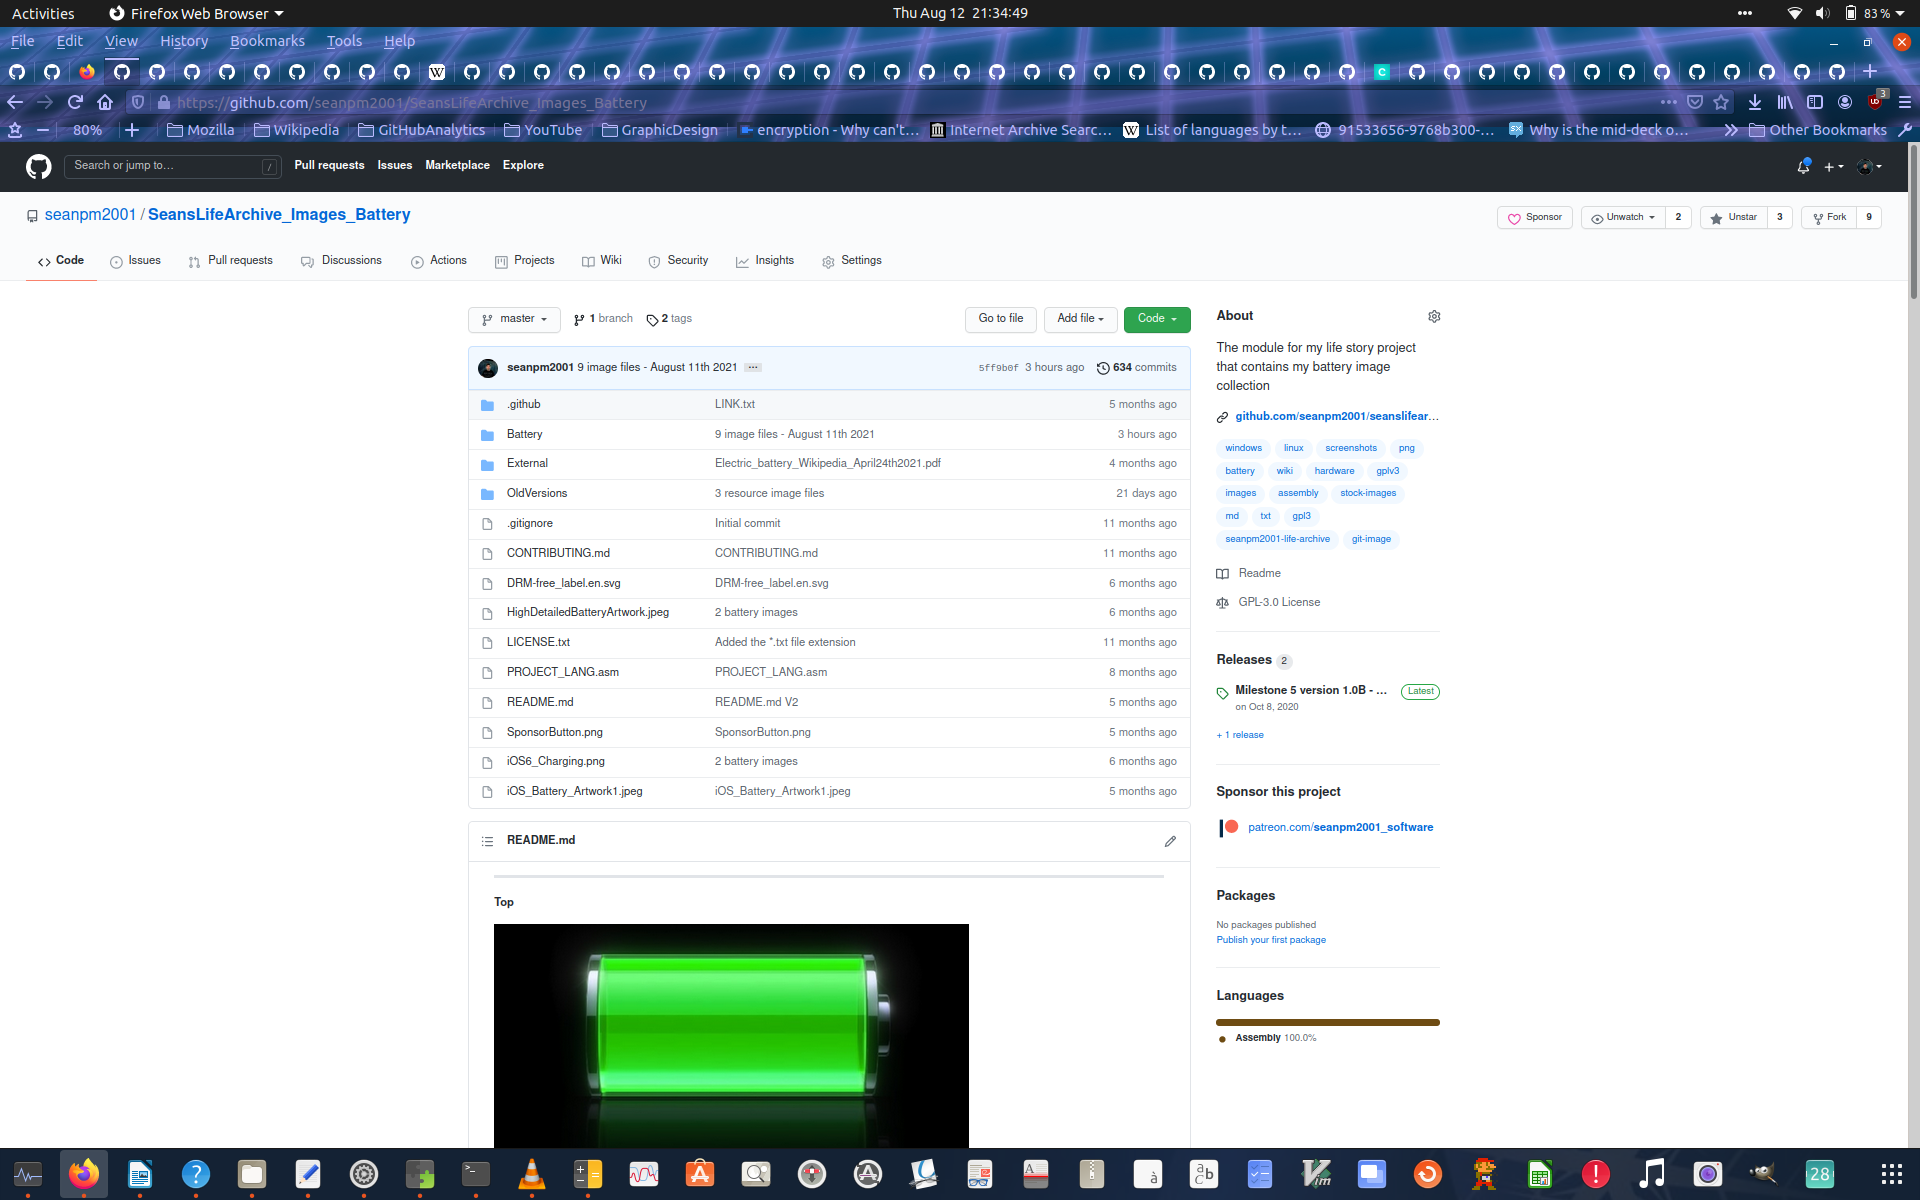 Activities Firefox Web Browser Thu Aug 12 21:34:49 83 %
File Edit View History Bookmarks Tools Help
W C
https://github.com/seanpm2001/SeansLifeArchive_Images_Battery 3
80% Mozilla Wikipedia GitHubAnalytics YouTube GraphicDesign encryption - Why can't… Internet Archive Searc… W List of languages by t… 91533656-9768b300-… Why is the mid-deck o… Other Bookmarks
Search or jump to… / Pull requests Issues Marketplace Explore
seanpm2001 / SeansLifeArchive_Images_Battery Sponsor Unwatch 2 Unstar 3 Fork 9
Code Issues Pull requests Discussions Actions Projects Wiki Security Insights Settings
master 1 branch 2 tags Go to file Add file Code
seanpm2001 9 image files - August 11th 2021 … 5ff9b0f 3 hours ago 634 commits
.github LINK.txt 5 months ago
Battery 9 image files - August 11th 2021 3 hours ago
External Electric_battery_Wikipedia_April24th2021.pdf 4 months ago
OldVersions 3 resource image files 21 days ago
.gitignore Initial commit 11 months ago
CONTRIBUTING.md CONTRIBUTING.md 11 months ago
DRM-free_label.en.svg DRM-free_label.en.svg 6 months ago
HighDetailedBatteryArtwork.jpeg 2 battery images 6 months ago
LICENSE.txt Added the *.txt file extension 11 months ago
PROJECT_LANG.asm PROJECT_LANG.asm 8 months ago
README.md README.md V2 5 months ago
SponsorButton.png SponsorButton.png 5 months ago
iOS6_Charging.png 2 battery images 6 months ago
iOS_Battery_Artwork1.jpeg iOS_Battery_Artwork1.jpeg 5 months ago
README.md
Top
About
The module for my life story project
that contains my battery image
collection
github.com/seanpm2001/seanslifear…
windows linux screenshots png
battery wiki hardware gplv3
images assembly stock-images
md txt gpl3
seanpm2001-life-archive git-image
Readme
GPL-3.0 License
Releases 2
Milestone 5 version 1.0B - … Latest
on Oct 8, 2020
+ 1 release
Sponsor this project
patreon.com/seanpm2001_software
Packages
No packages published
Publish your first package
Languages
Assembly 100.0%
28